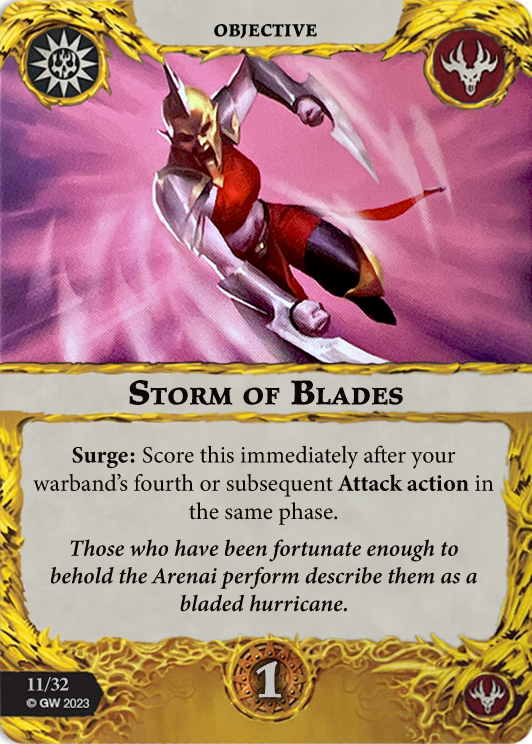 OBJECTIVE
STORM OF BLADES
Surge: Score this immediately after your
warband's fourth or subsequent Attack action in
the same phase.
Those who have been fortunate enough to
behold the Arenai perform describe them as a
bladed hurricane.
1
11/32
© GW 2023